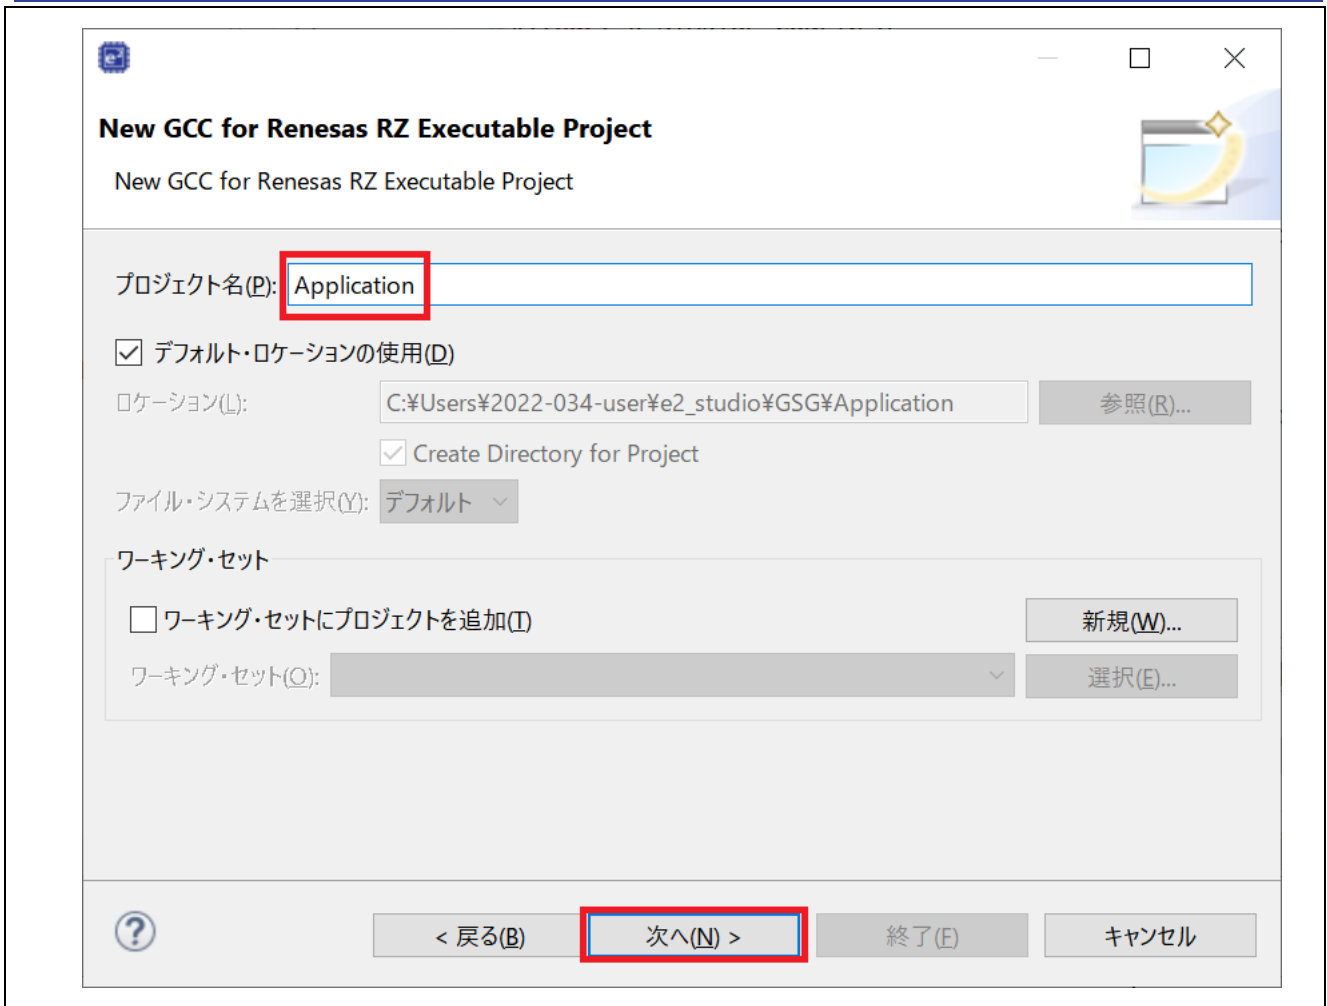 New GCC for Renesas RZ Executable Project
New GCC for Renesas RZ Executable Project
プロジェクト名(P): Application
デフォルト・ロケーションの使用(D)
ロケーション(L): C:¥Users¥2022-034-user¥e2_studio¥GSG¥Application 参照(R)...
Create Directory for Project
ファイル・システムを選択(Y): デフォルト
ワーキング・セット
ワーキング・セットにプロジェクトを追加(T) 新規(W)...
ワーキング・セット(O): 選択(E)...
< 戻る(B) 次へ(N) > 終了(F) キャンセル